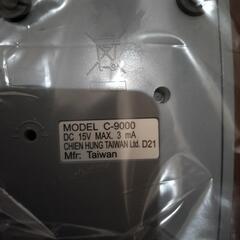 MODEL C-9000
DC 15V MAX. 3 mA
CHIEN HUNG TAIWAN Ltd. D21
Mfr: Taiwan